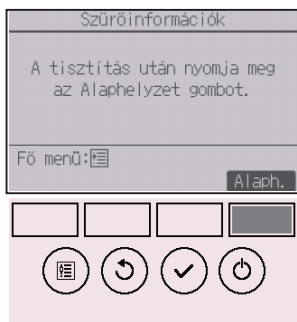 Szűrőinformációk
A tisztítás után nyomja meg
az Alaphelyzet gombot.
Fő menü:
Alaph.